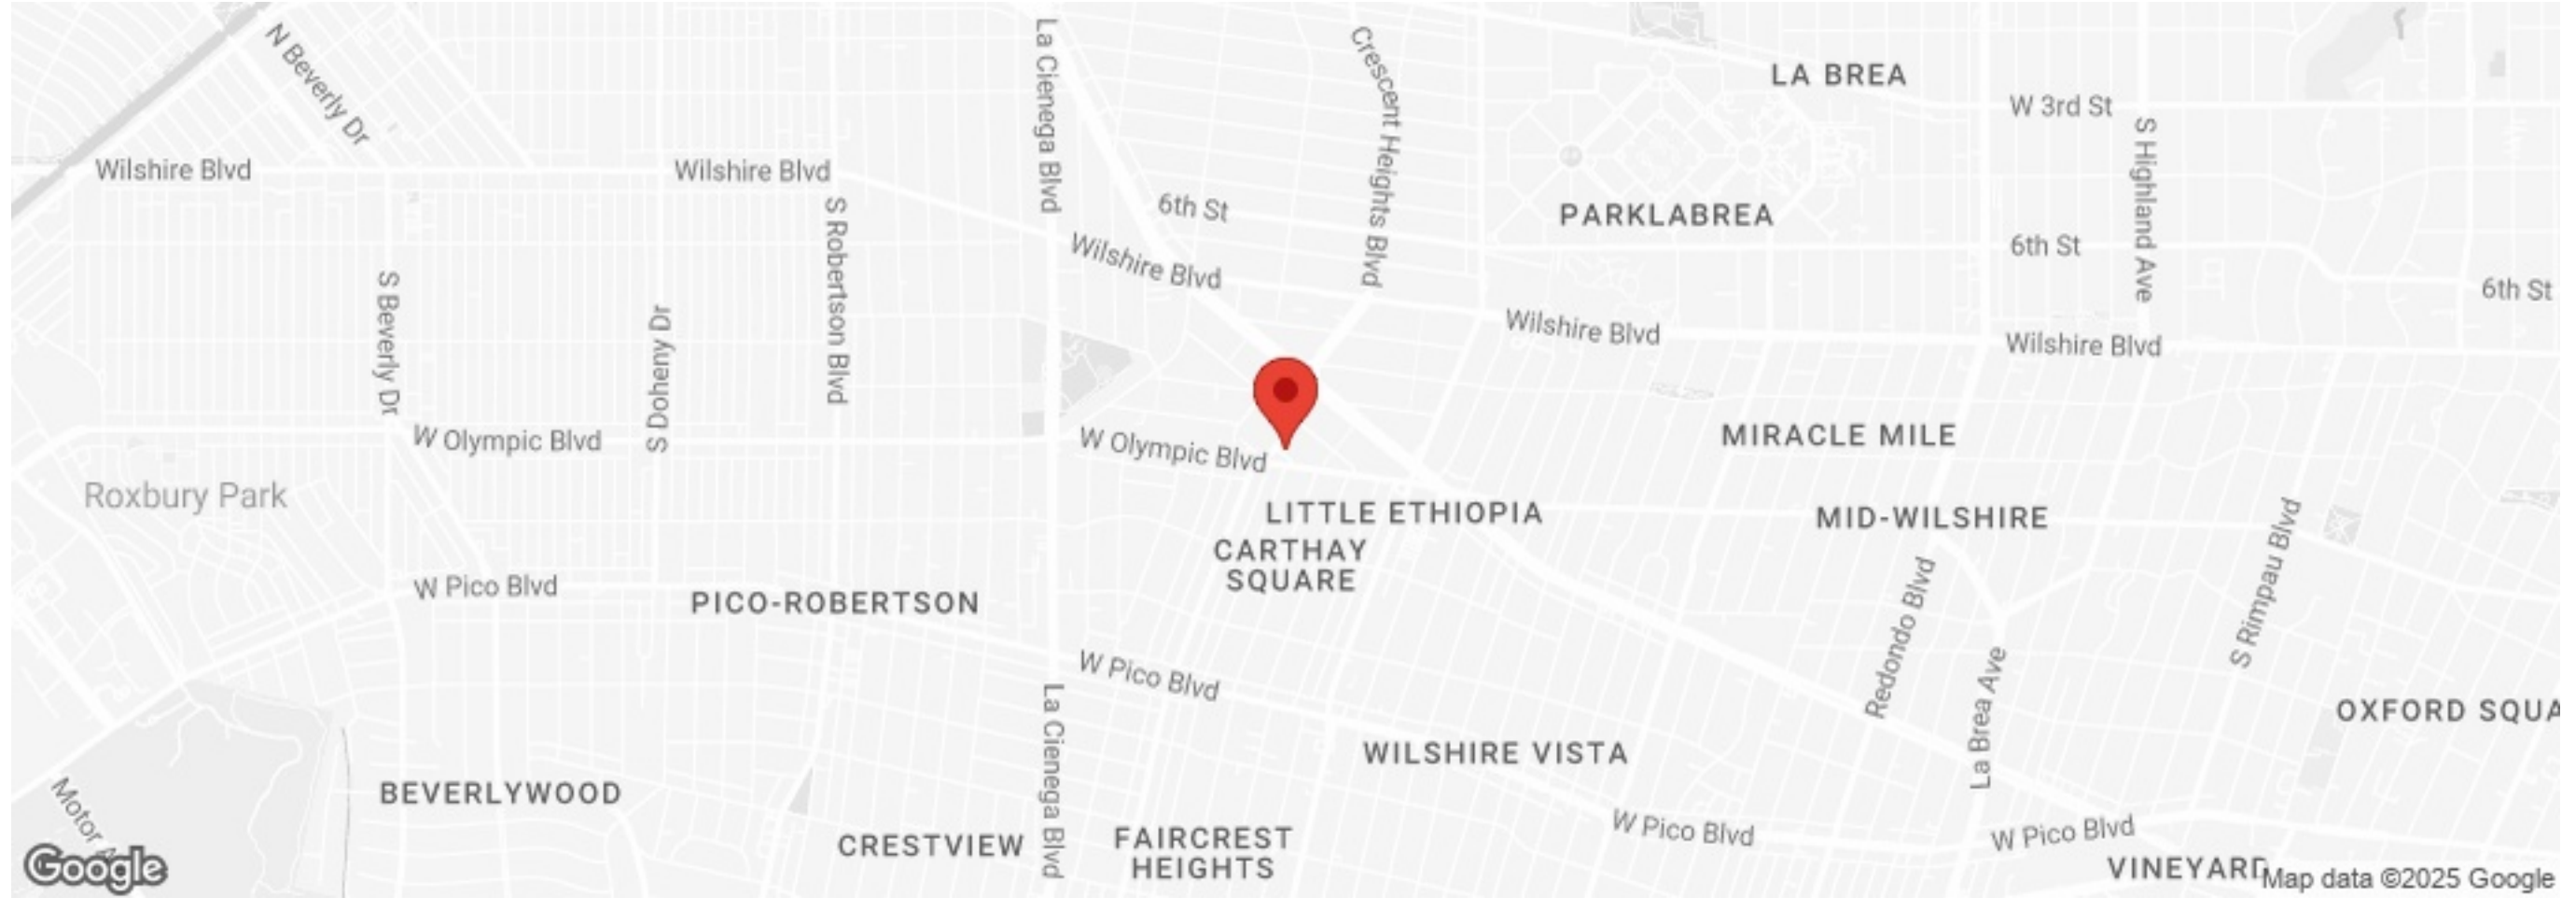 N Beverly Dr
La Cienega Blvd
Crescent Heights Blvd
LA BREA
W 3rd St
S Highland Ave
Wilshire Blvd
Wilshire Blvd
S Robertson Blvd
6th St
PARKLABREA
6th St
Wilshire Blvd
6th St
S Beverly Dr
S Doheny Dr
Wilshire Blvd
Wilshire Blvd
W Olympic Blvd
W Olympic Blvd
MIRACLE MILE
Roxbury Park
LITTLE ETHIOPIA
MID-WILSHIRE
CARTHAY
SQUARE
S Rimpau Blvd
W Pico Blvd
PICO-ROBERTSON
Redondo Blvd
W Pico Blvd
La Brea Ave
OXFORD SQUA
La Cienega Blvd
WILSHIRE VISTA
BEVERLYWOOD
Motor A
W Pico Blvd
W Pico Blvd
CRESTVIEW
FAIRCREST
HEIGHTS
Google
VINEYARD
Map data ©2025 Google